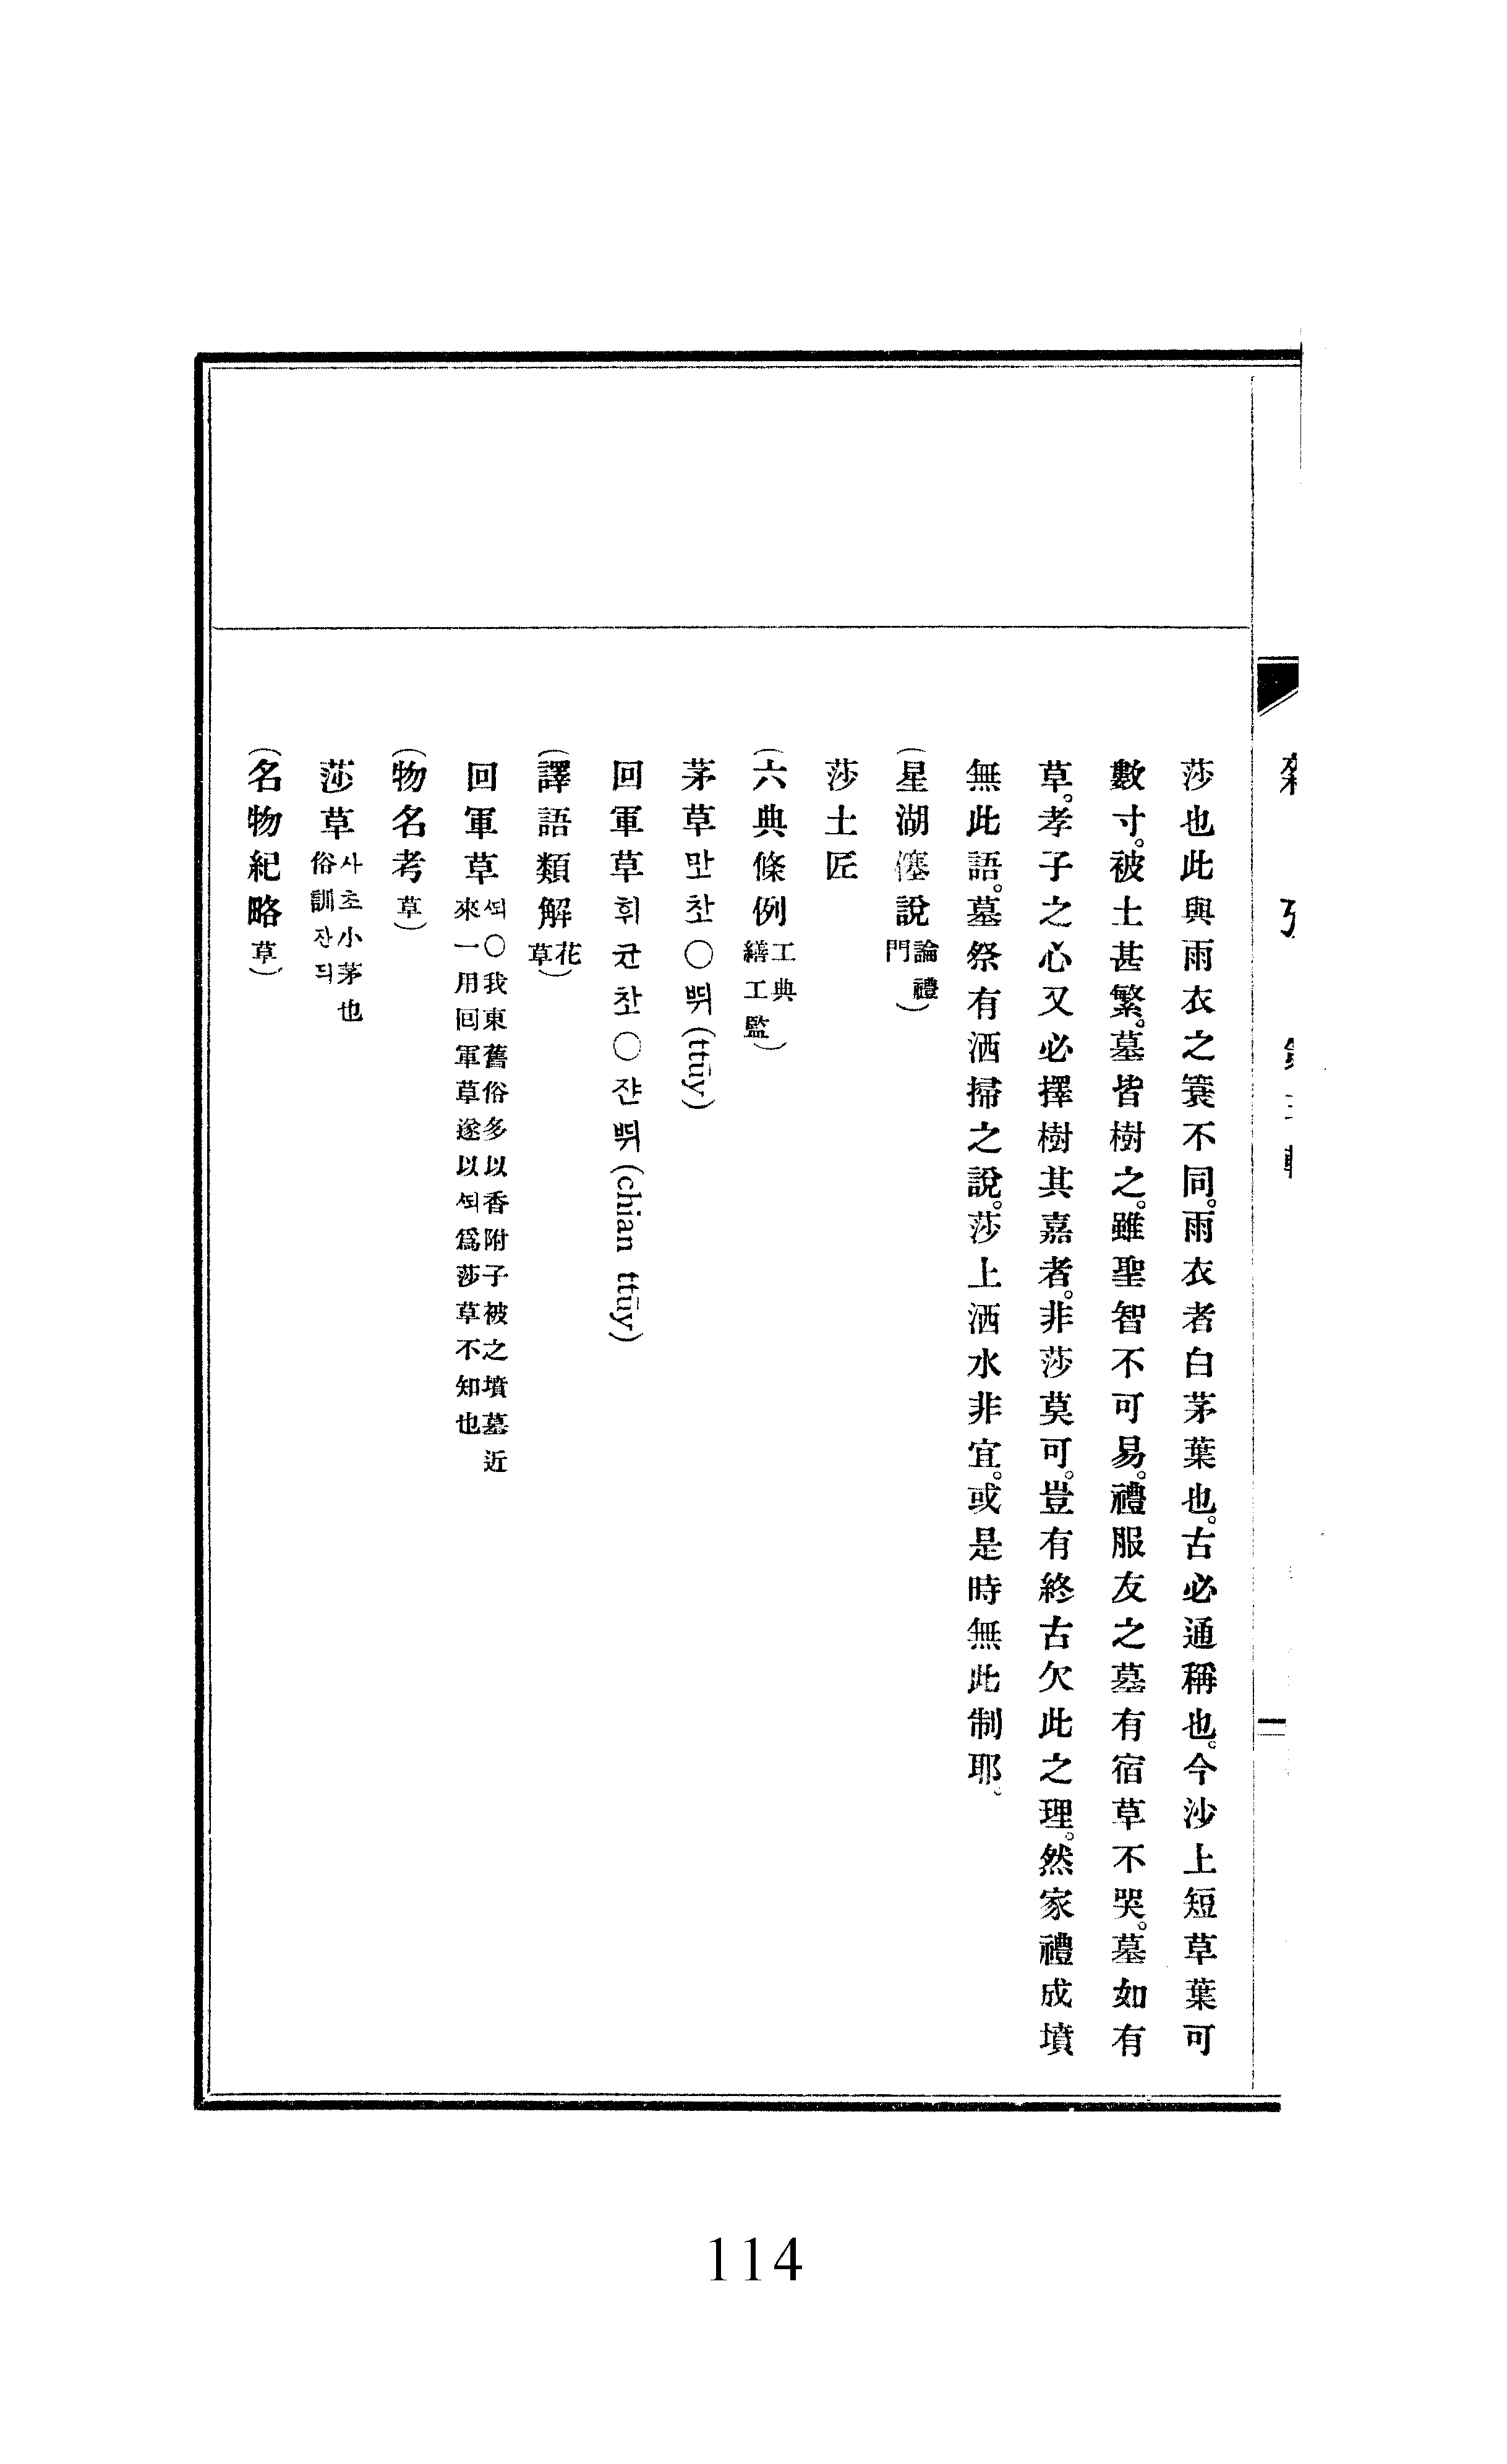 莎也此與雨衣之簑不同。雨衣者白茅葉也。古必通稱也。今沙上短草葉可
數寸。被土甚繁。墓皆樹之。雖聖智不可易。禮服友之墓有宿草不哭。墓如有
草。孝子之心又必擇樹其嘉者。非莎莫可。豈有終古欠此之理。然家禮成墳
無此語。墓祭有洒掃之說。莎上洒水非宜。或是時無此制耶。
(星湖僿說論禮門)
莎土匠
(六典條例工典繕工監)
茅草맏찬〇뛰(ttūy)
回軍草휘균찬〇쟌뛰(chian ttūy)
(譯語類解花草)
回軍草 〇我東舊俗多以香附子被之墳墓近
來一用回軍草遂以 爲莎草不知也
(物名考草)
莎草사초小茅也
俗訓잔듸
(名物紀略草)
二
114